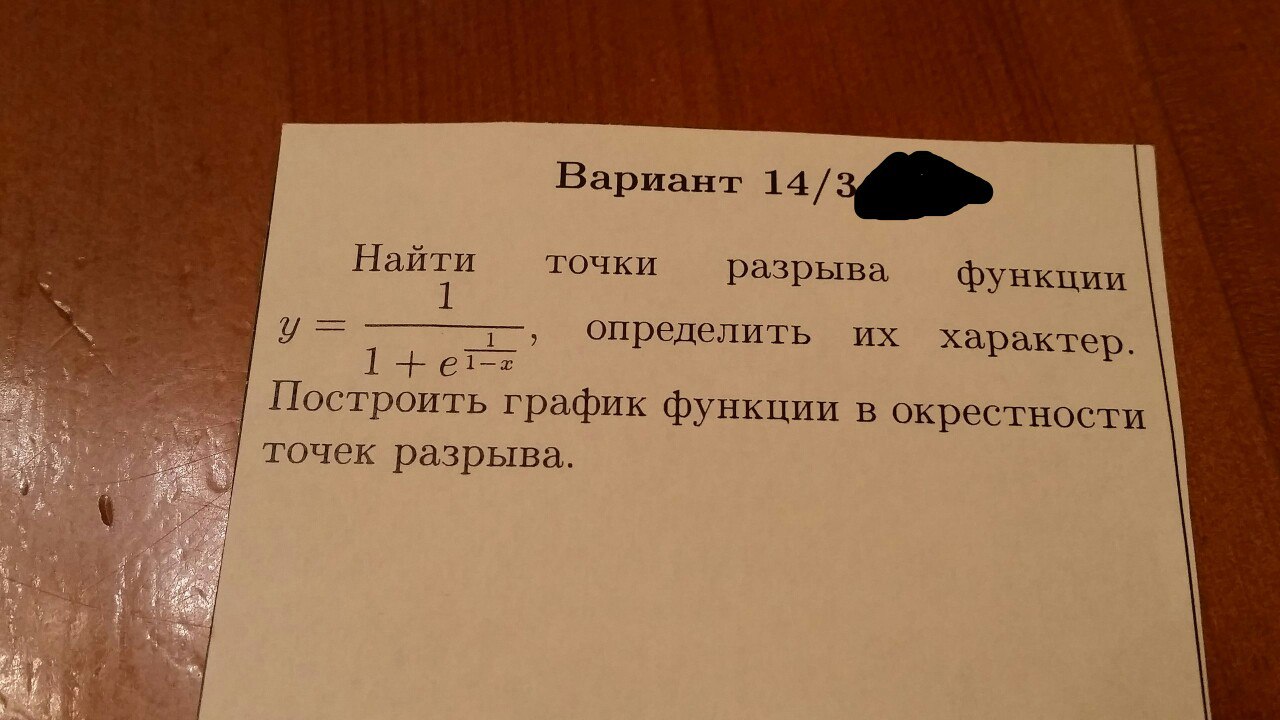 Вариант 14/3
Найти точки разрыва функции
y = \frac{1}{1 + e^{\frac{1}{1-x}}}, определить их характер.
Построить график функции в окрестности
точек разрыва.